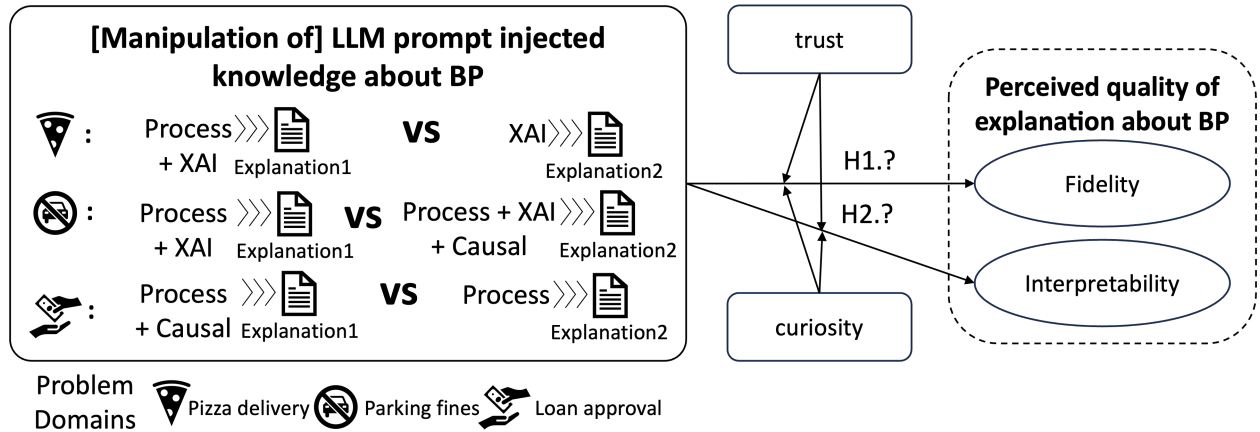 [Manipulation of] LLM prompt injected
knowledge about BP
: Process + XAI Explanation1 VS XAI Explanation2
: Process + XAI Explanation1 VS Process + XAI + Causal Explanation2
: Process + Causal Explanation1 VS Process Explanation2
trust
curiosity
H1.?
H2.?
Perceived quality of
explanation about BP
Fidelity
Interpretability
Problem
Domains
Pizza delivery
Parking fines
Loan approval